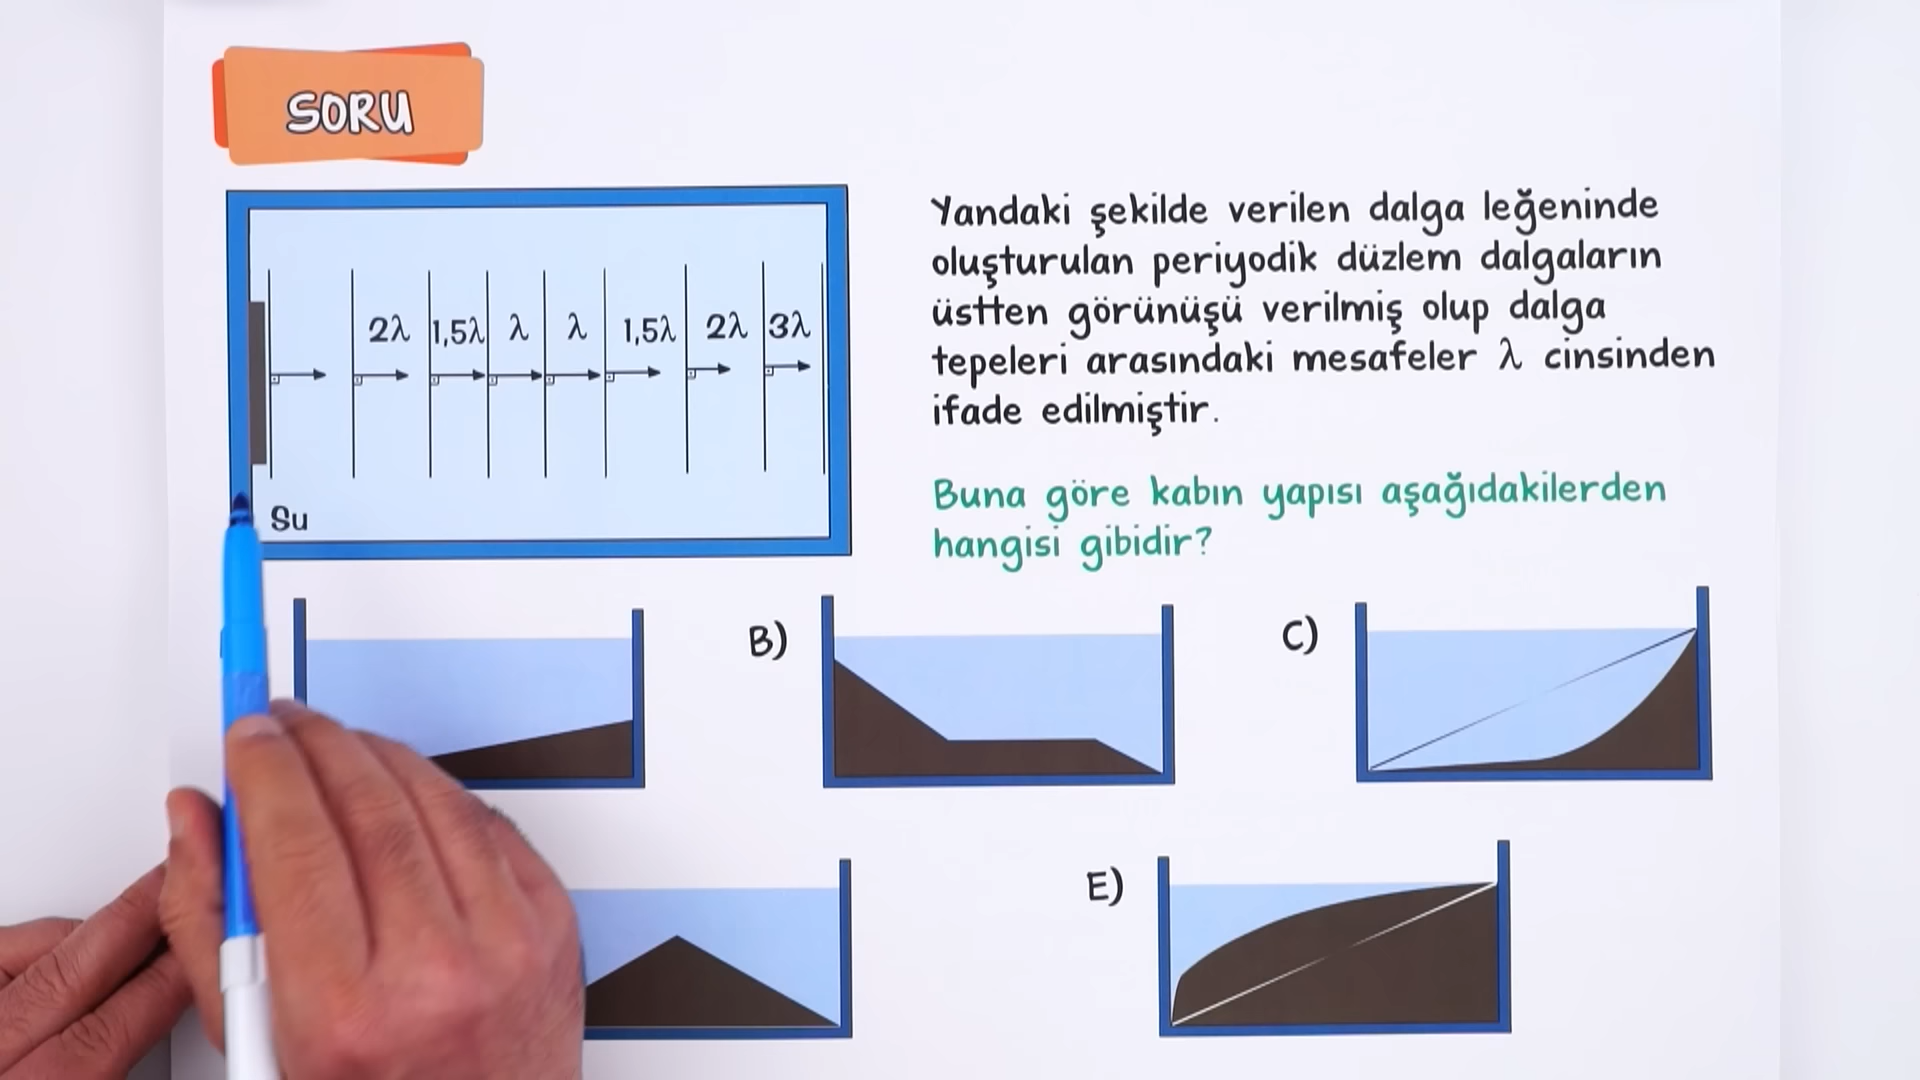 SORU
2λ 1,5λ λ λ 1,5λ 2λ 3λ
Su
Yandaki şekilde verilen dalga leğeninde
oluşturulan periyodik düzlem dalgaların
üstten görünüşü verilmiş olup dalga
tepeleri arasındaki mesafeler λ cinsinden
ifade edilmiştir.
Buna göre kabın yapısı aşağıdakilerden
hangisi gibidir?
B)
C)
E)